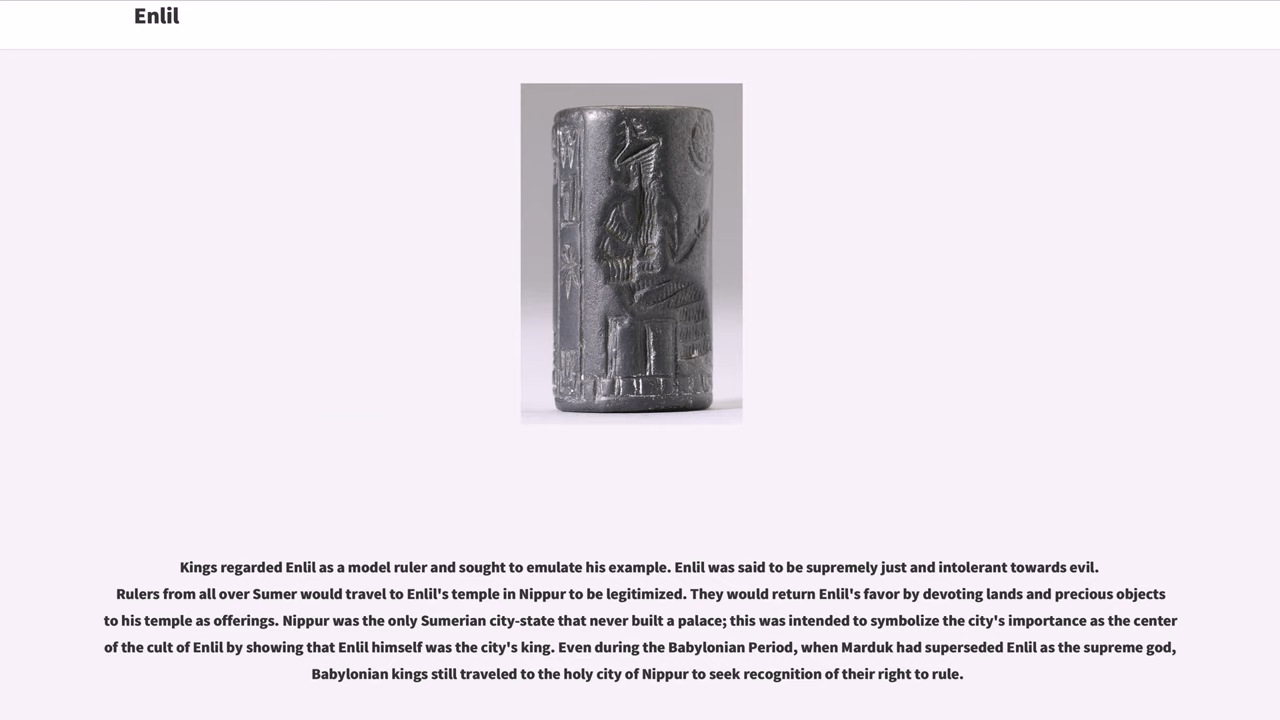 Enlil
Kings regarded Enlil as a model ruler and sought to emulate his example. Enlil was said to be supremely just and intolerant towards evil.
Rulers from all over Sumer would travel to Enlil's temple in Nippur to be legitimized. They would return Enlil's favor by devoting lands and precious objects
to his temple as offerings. Nippur was the only Sumerian city-state that never built a palace; this was intended to symbolize the city's importance as the center
of the cult of Enlil by showing that Enlil himself was the city's king. Even during the Babylonian Period, when Marduk had superseded Enlil as the supreme god,
Babylonian kings still traveled to the holy city of Nippur to seek recognition of their right to rule.